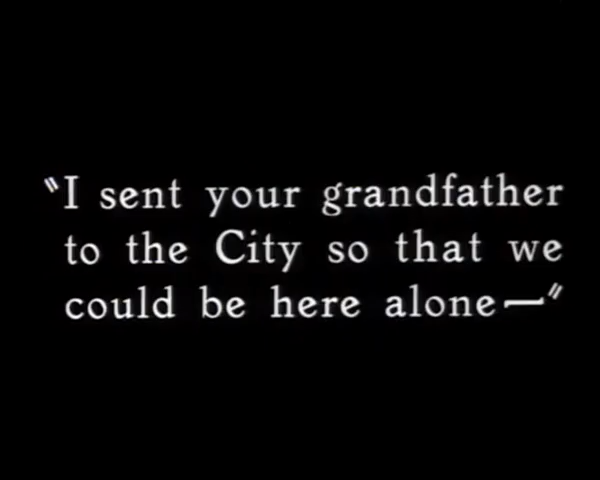 "I sent your grandfather
to the City so that we
could be here alone—"